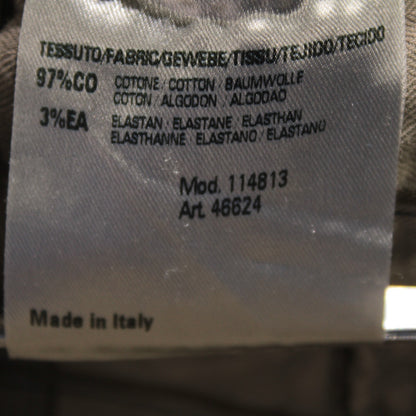 TESSUTO/FABRIC/GEWEBE/TISSU/TEJIDO/TECIDO
97%CO COTONE / COTTON / BAUMWOLLE
COTON / ALGODON / ALGODAO
3%EA ELASTAN / ELASTANE / ELASTHAN
ELASTHANNE / ELASTANO / ELASTANO
Mod. 114813
Art. 46624
Made in Italy